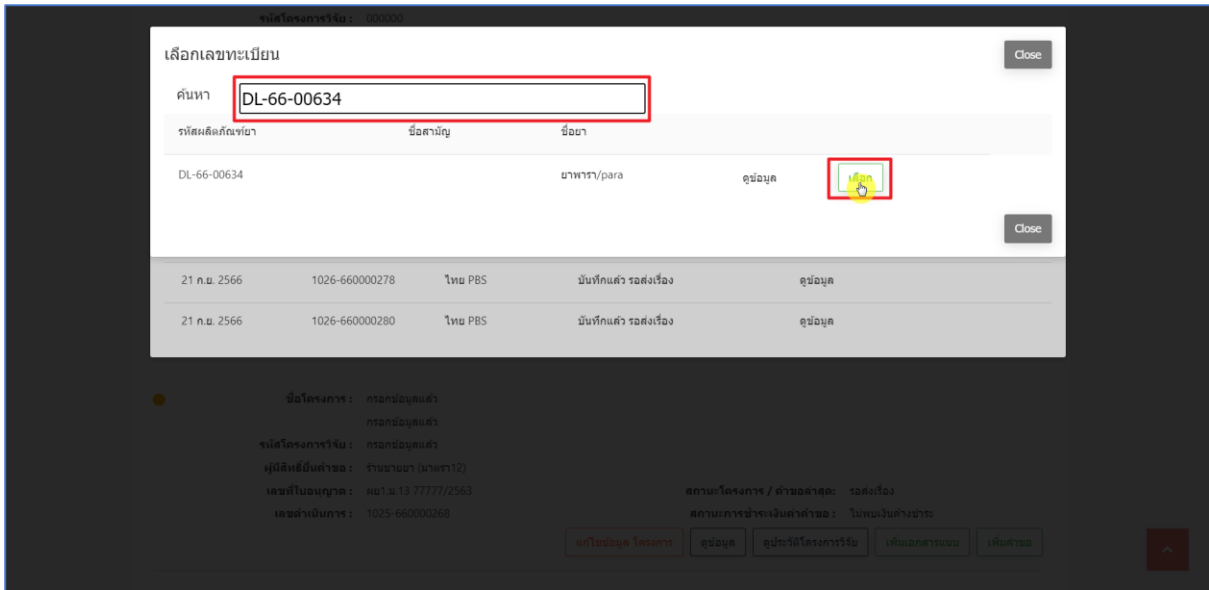 รหัสโครงการวิจัย : 000000
เลือกเลขทะเบียน
Close
ค้นหา DL-66-00634
รหัสผลิตภัณฑ์ยา ชื่อสามัญ ชื่อยา
DL-66-00634 ยาพารา/para ดูข้อมูล เลือก
Close
21 ก.ย. 2566 1026-660000278 ไทย PBS บันทึกแล้ว รอส่งเรื่อง ดูข้อมูล
21 ก.ย. 2566 1026-660000280 ไทย PBS บันทึกแล้ว รอส่งเรื่อง ดูข้อมูล
ชื่อโครงการ : กรอกข้อมูลแล้ว
กรอกข้อมูลแล้ว
รหัสโครงการวิจัย : กรอกข้อมูลแล้ว
ผู้มีสิทธิ์ยื่นคำขอ : ร้านขายยา (มาตรา12)
เลขที่ใบอนุญาต : ผย1.ม.13 77777/2563 สถานะโครงการ / คำขอล่าสุด: รอส่งเรื่อง
เลขดำเนินการ : 1025-660000268 สถานะการชำระเงินค่าคำขอ : ไม่พบเงินค้างชำระ
แก้ไขข้อมูล โครงการ ดูข้อมูล ดูประวัติโครงการวิจัย เพิ่มเอกสารแนบ เพิ่มคำขอ